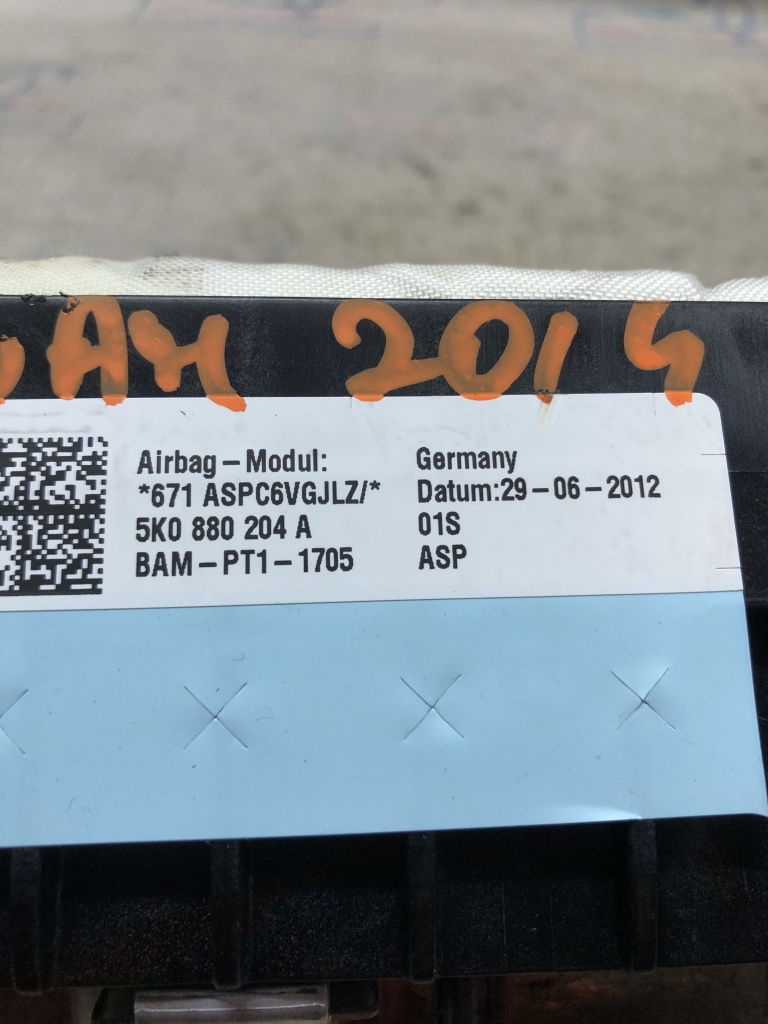 2014
Airbag – Modul:
*671 ASPC6VGJLZ/*
5K0 880 204 A
BAM – PT1 – 1705
Germany
Datum:29 – 06 – 2012
01S
ASP